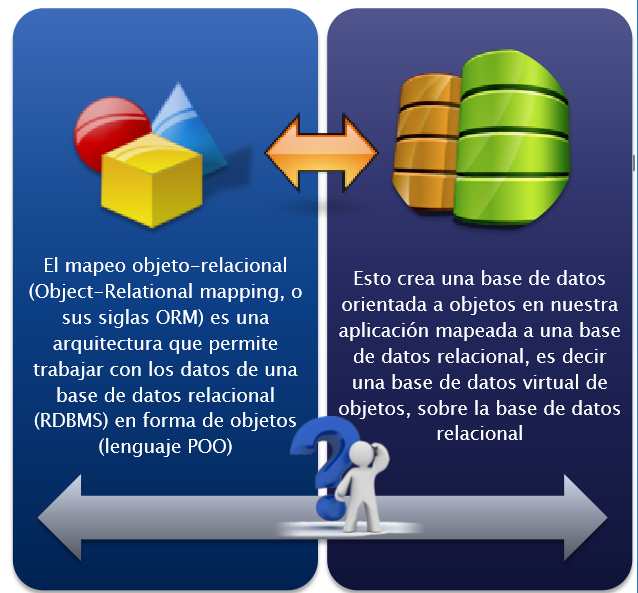 El mapeo objeto-relacional
(Object-Relational mapping, o
sus siglas ORM) es una
arquitectura que permite
trabajar con los datos de una
base de datos relacional
(RDBMS) en forma de objetos
(lenguaje POO)
Esto crea una base de datos
orientada a objetos en nuestra
aplicación mapeada a una base
de datos relacional, es decir
una base de datos virtual de
objetos, sobre la base de datos
relacional
?